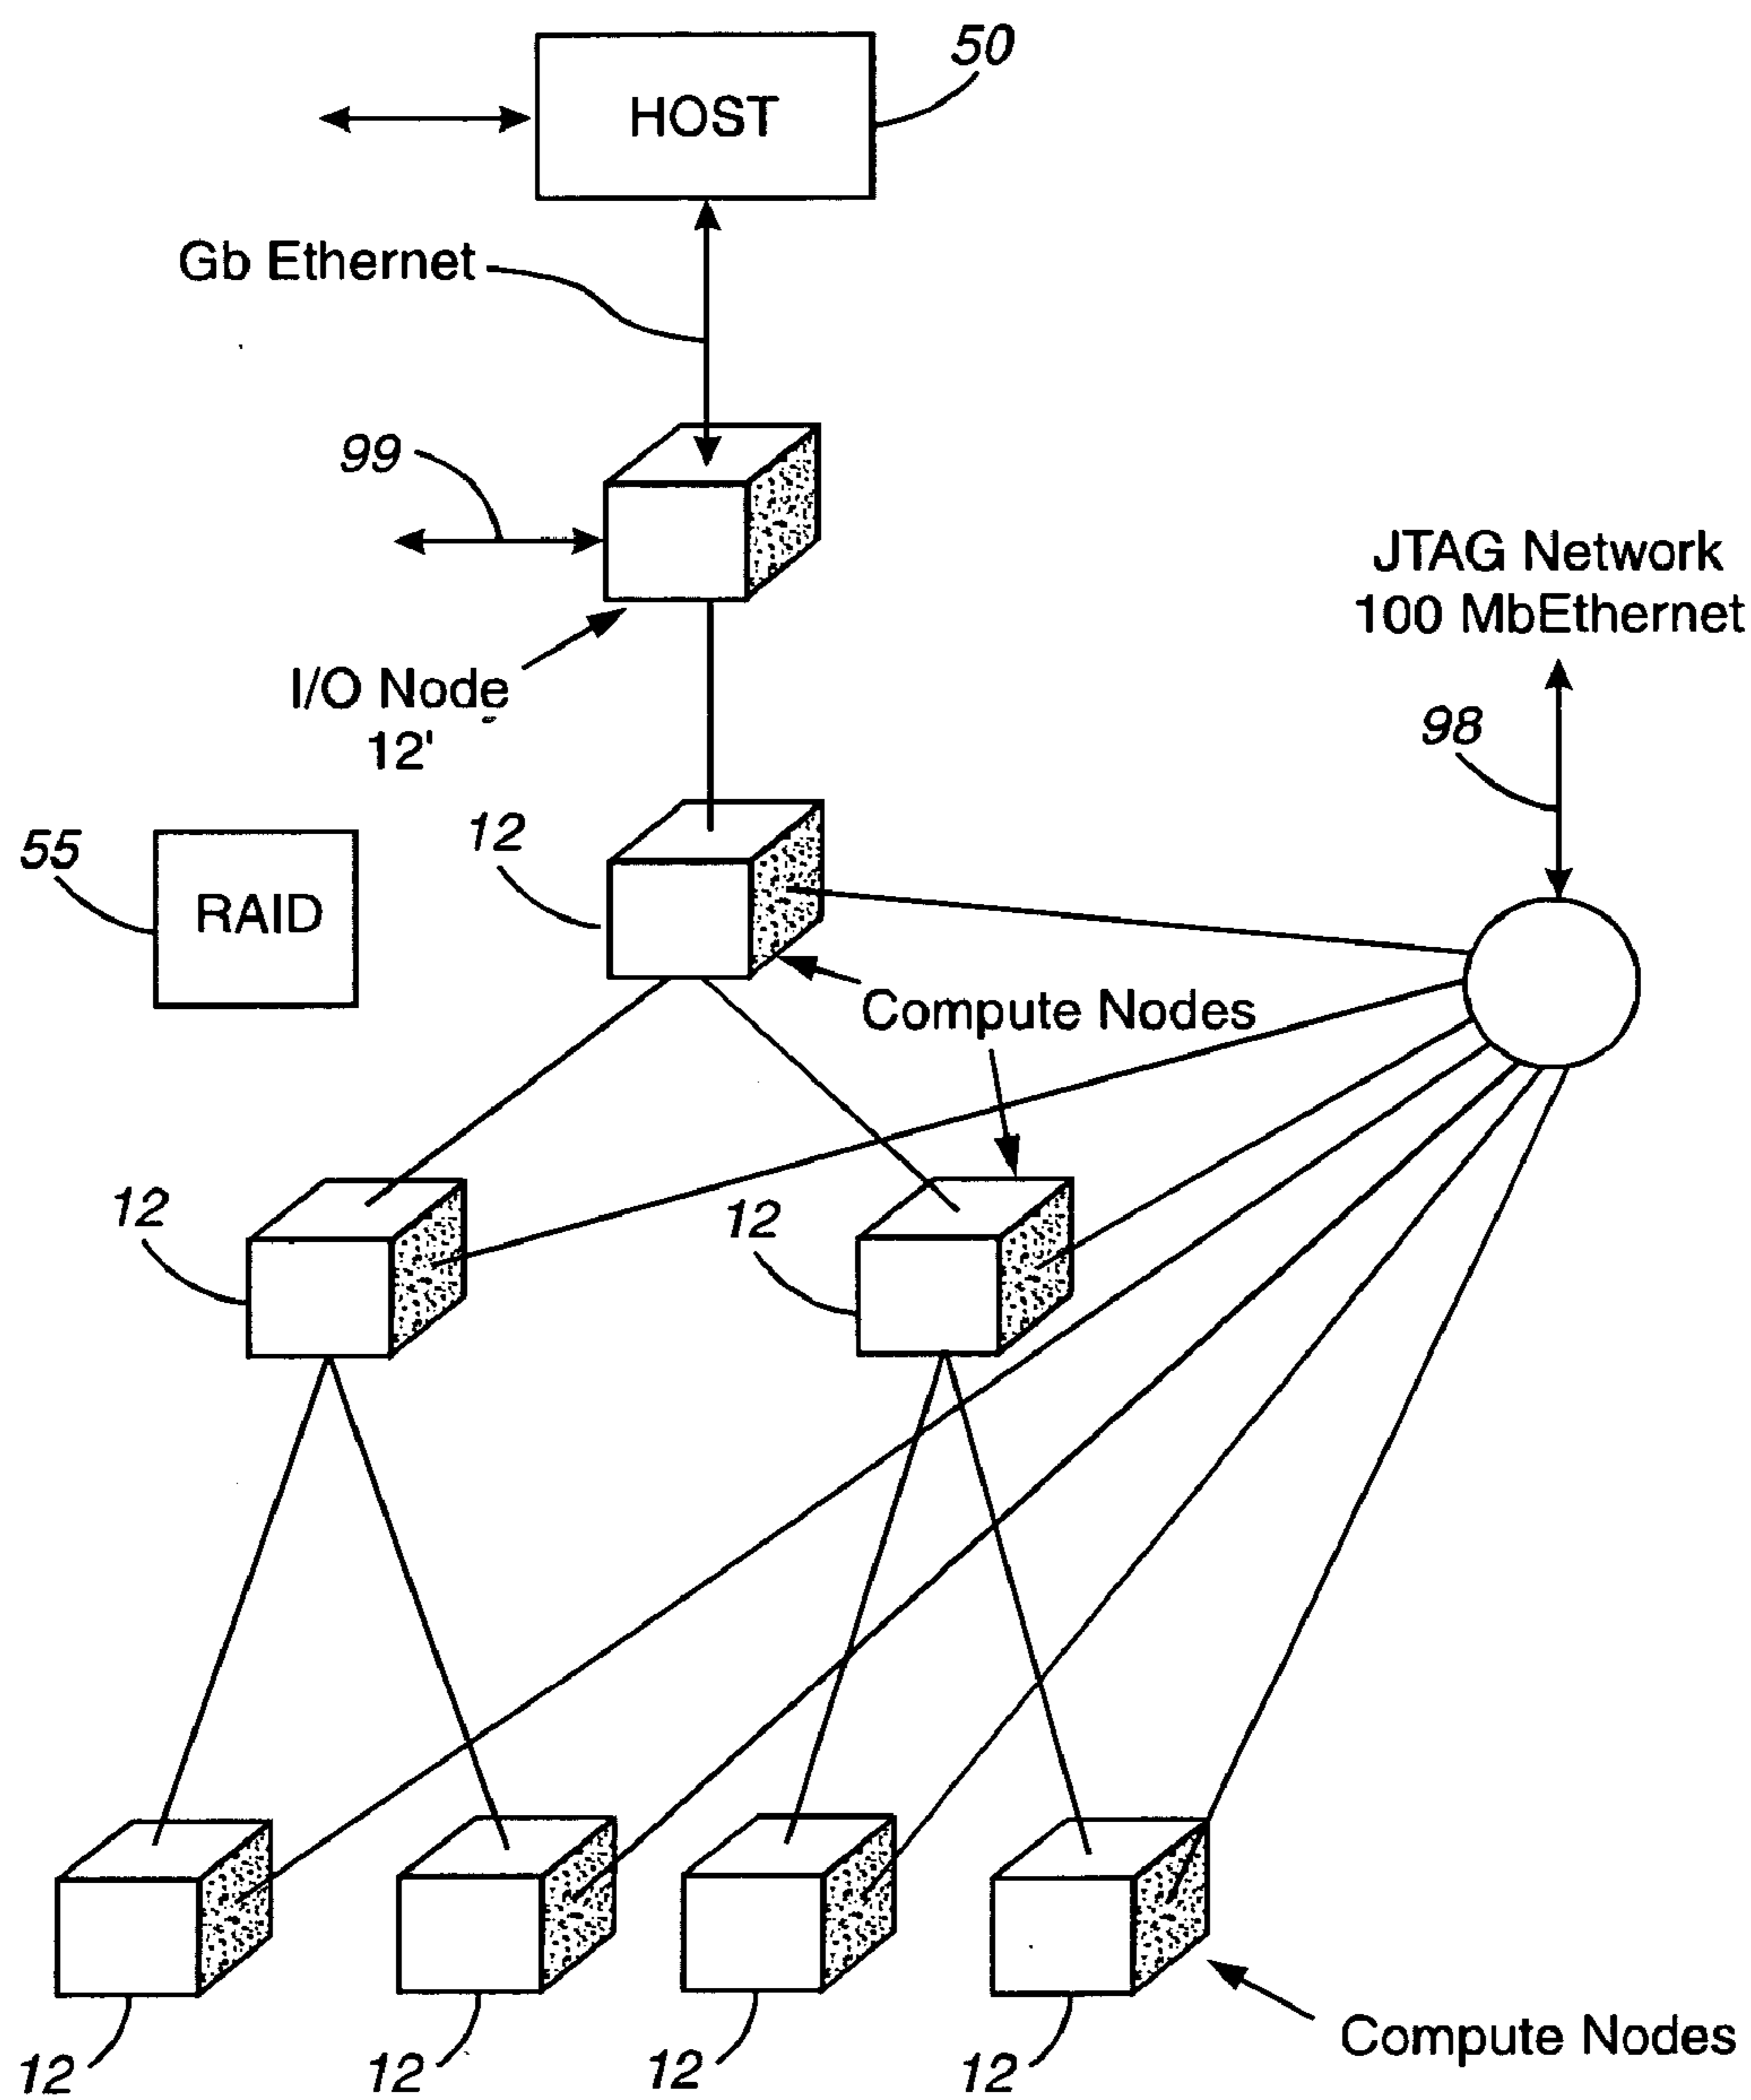 50
HOST
Gb Ethernet
99
JTAG Network
100 MbEthernet
I/O Node
12'
98
12
55
RAID
Compute Nodes
12
12
12
12
12
12
Compute Nodes